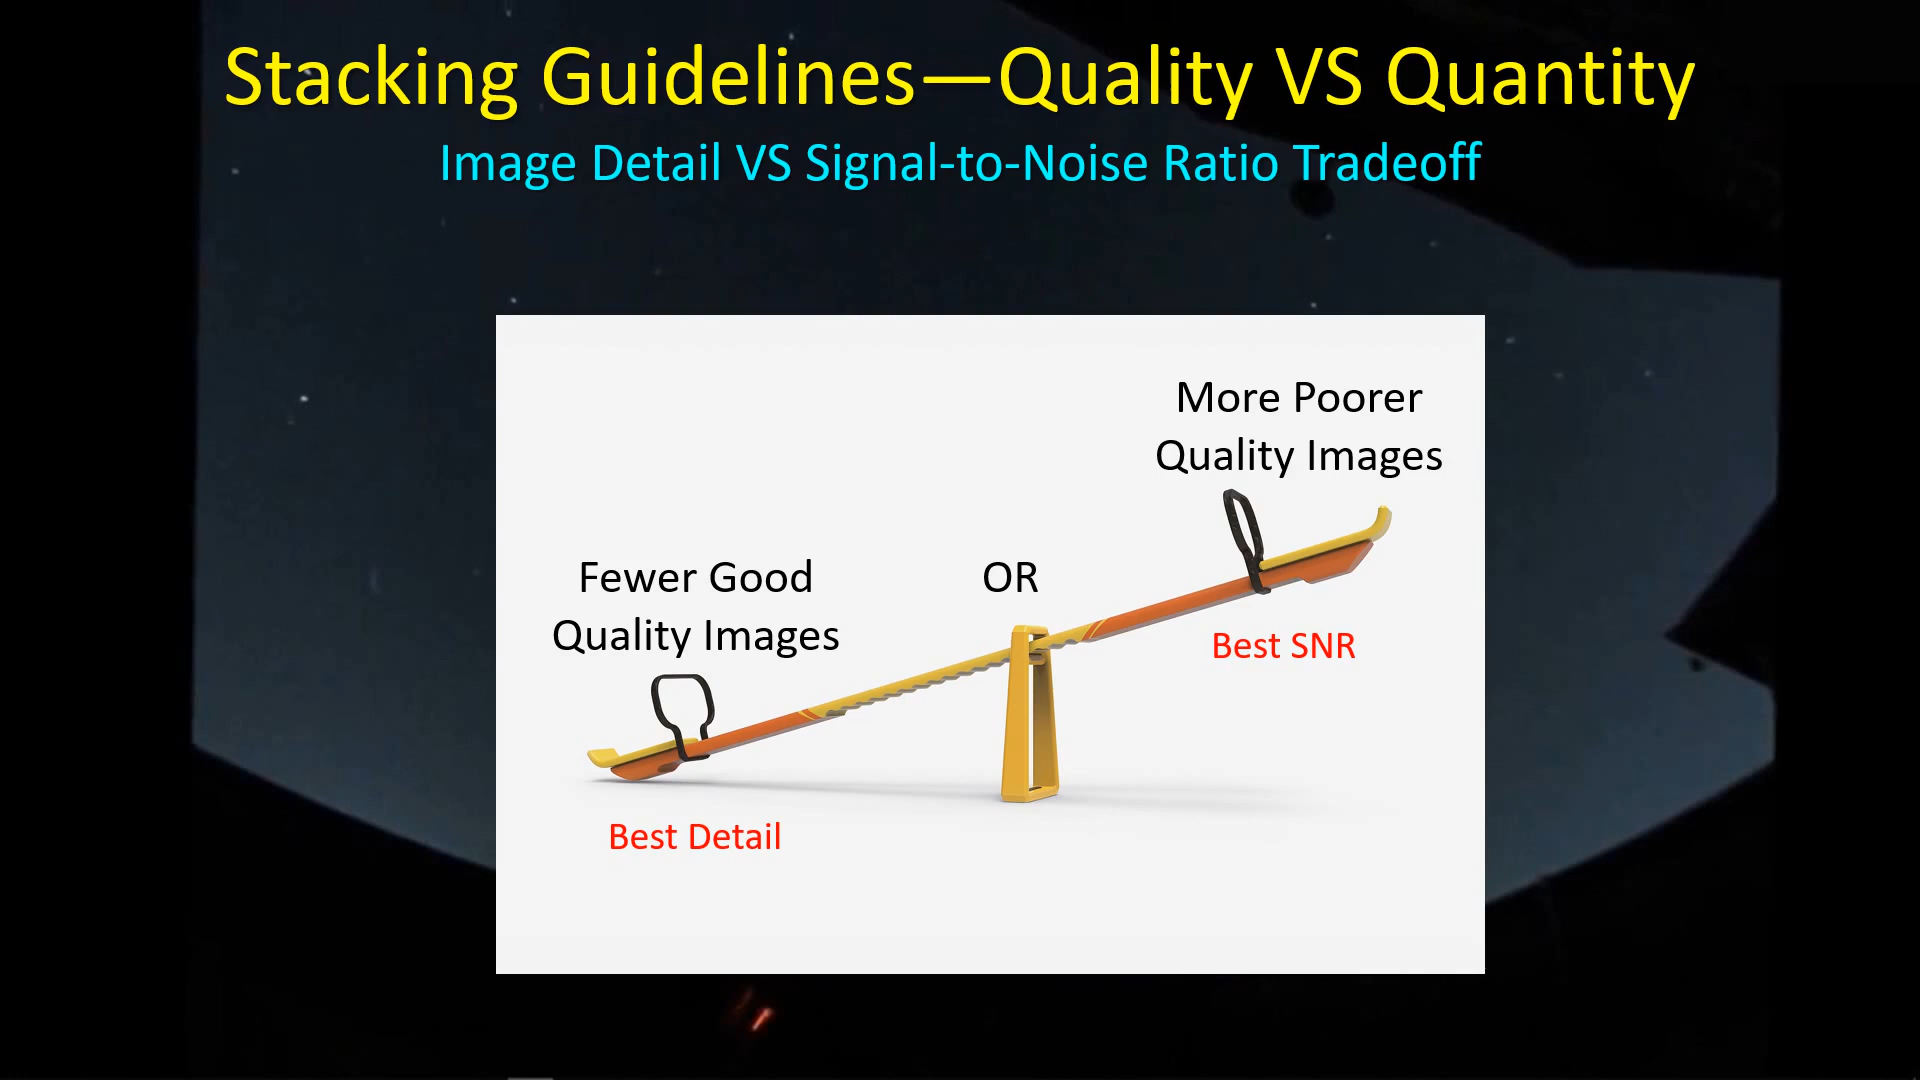 Stacking Guidelines—Quality VS Quantity
Image Detail VS Signal-to-Noise Ratio Tradeoff
More Poorer
Quality Images
Fewer Good
Quality Images
OR
Best SNR
Best Detail